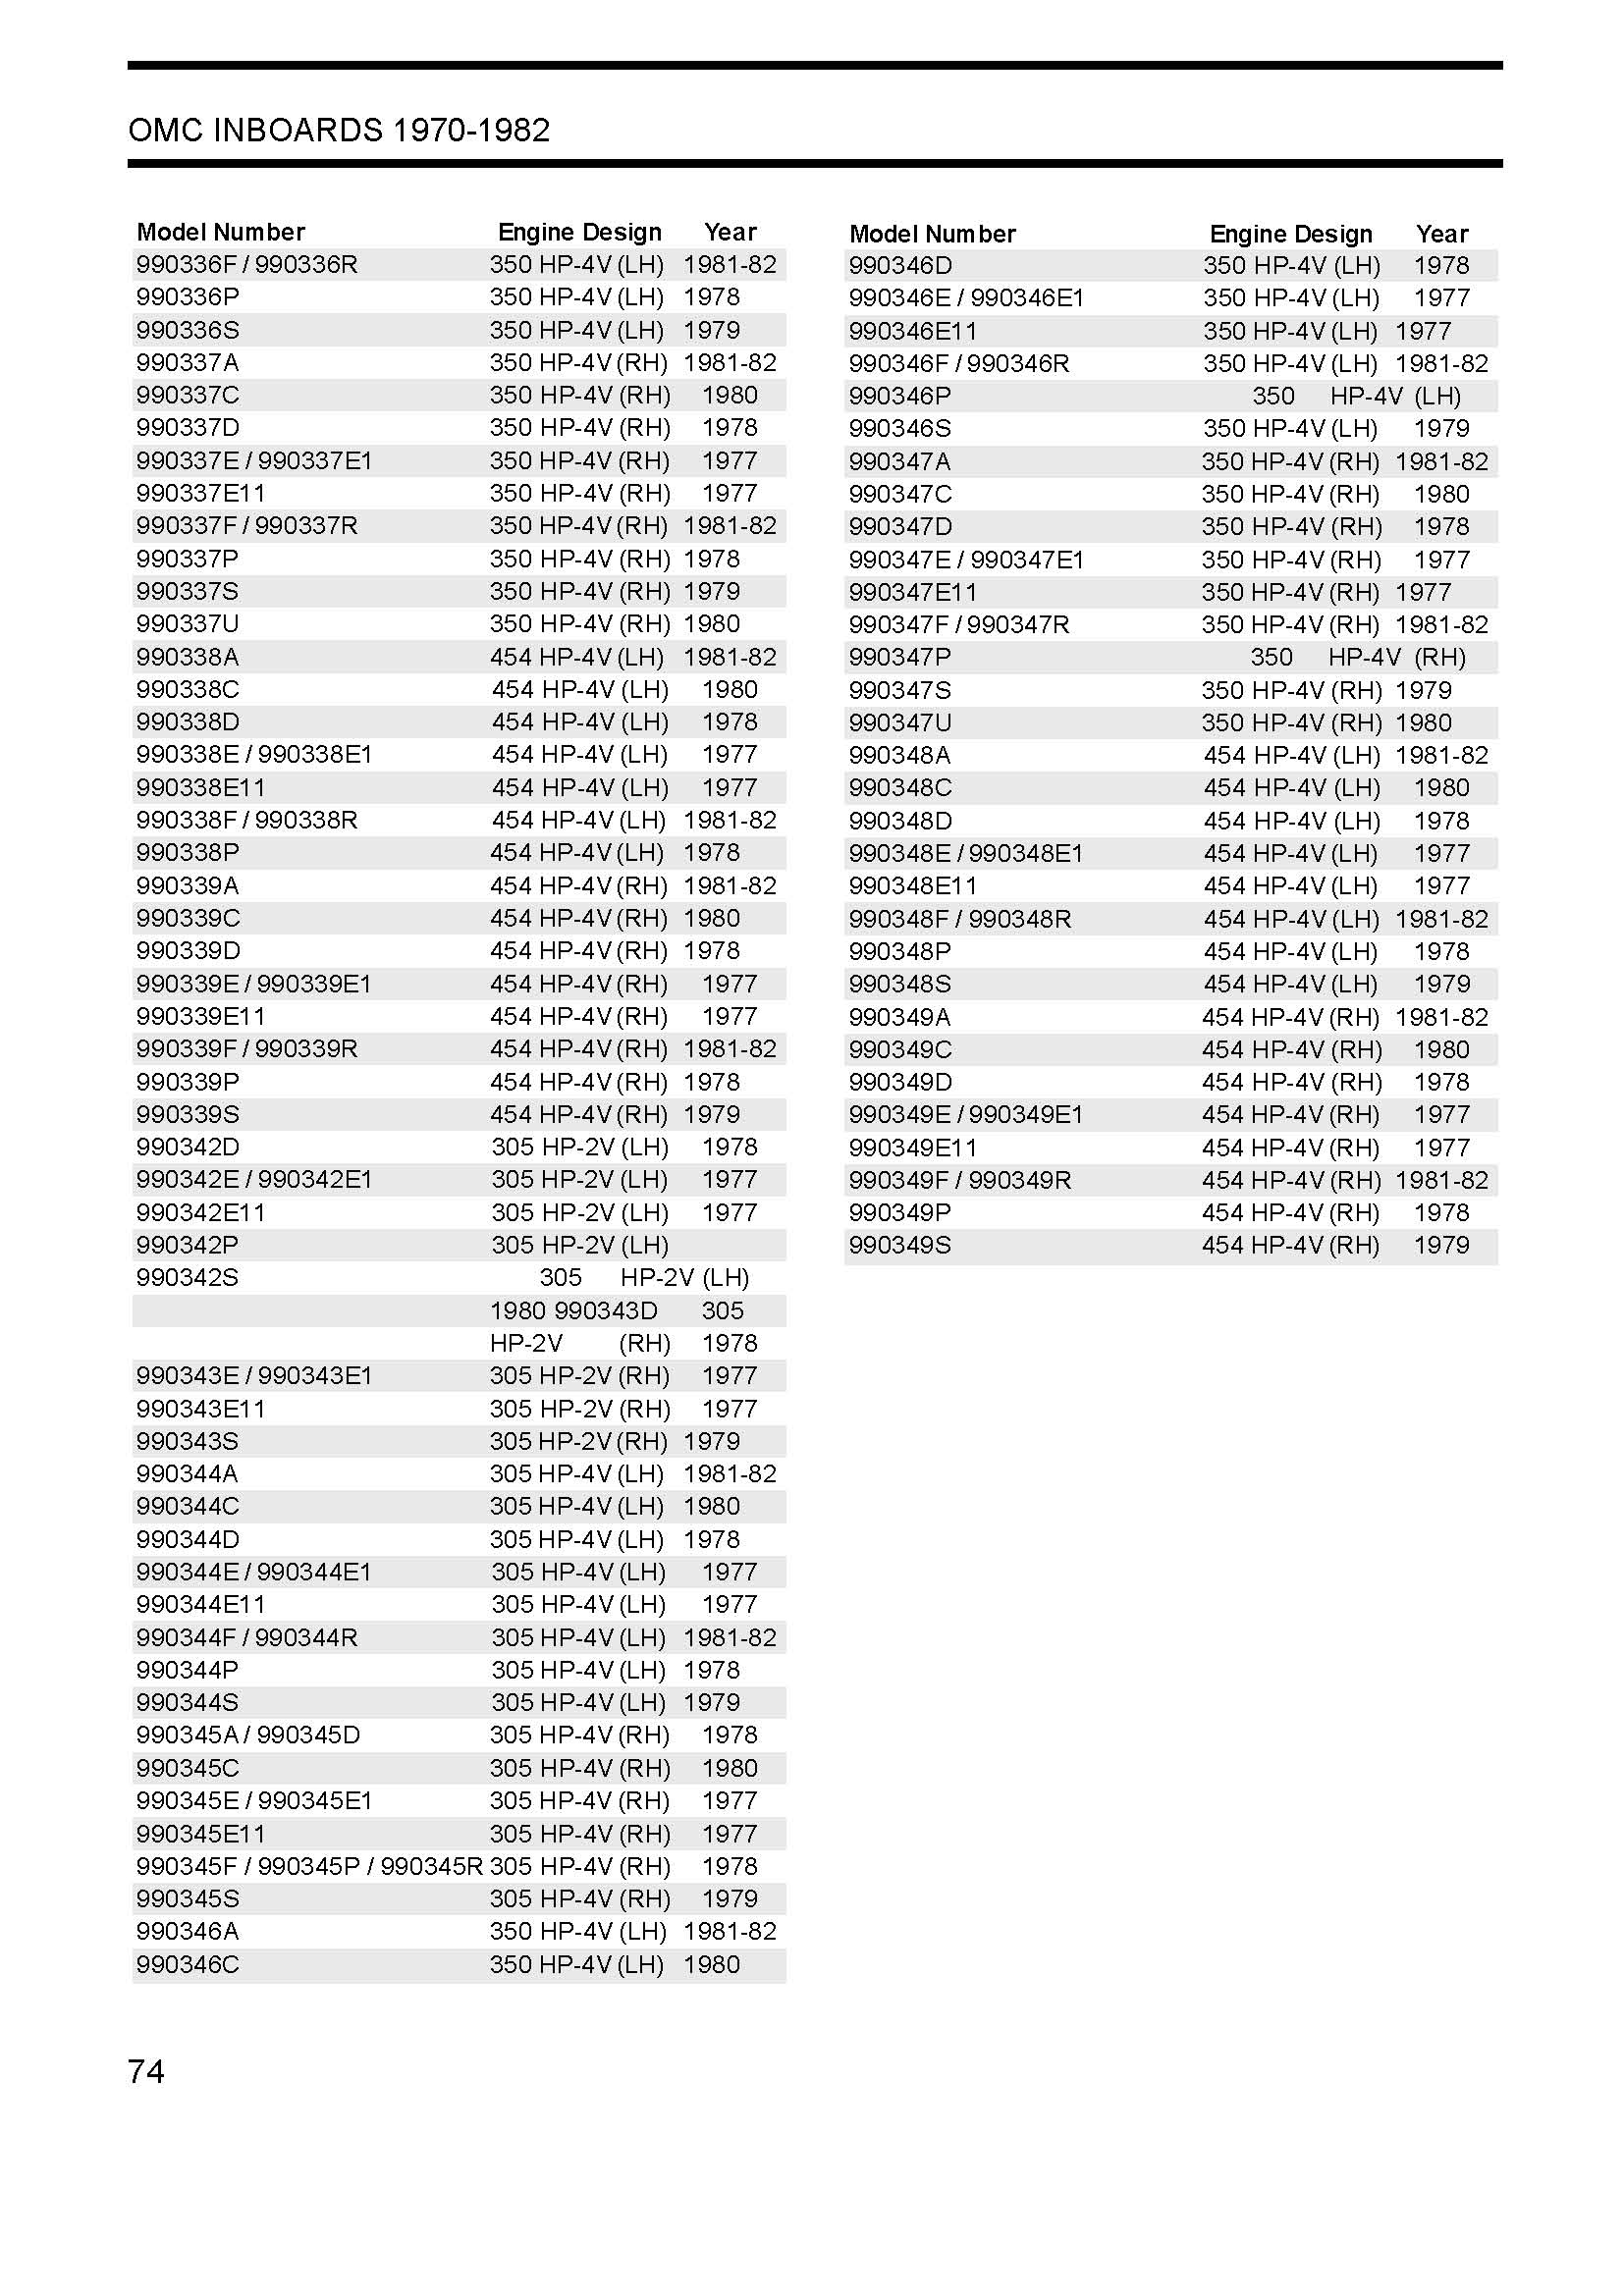 OMC INBOARDS 1970-1982
Model Number Engine Design Year
990336F / 990336R 350 HP-4V (LH) 1981-82
990336P 350 HP-4V (LH) 1978
990336S 350 HP-4V (LH) 1979
990337A 350 HP-4V (RH) 1981-82
990337C 350 HP-4V (RH) 1980
990337D 350 HP-4V (RH) 1978
990337E / 990337E1 350 HP-4V (RH) 1977
990337E11 350 HP-4V (RH) 1977
990337F / 990337R 350 HP-4V (RH) 1981-82
990337P 350 HP-4V (RH) 1978
990337S 350 HP-4V (RH) 1979
990337U 350 HP-4V (RH) 1980
990338A 454 HP-4V (LH) 1981-82
990338C 454 HP-4V (LH) 1980
990338D 454 HP-4V (LH) 1978
990338E / 990338E1 454 HP-4V (LH) 1977
990338E11 454 HP-4V (LH) 1977
990338F / 990338R 454 HP-4V (LH) 1981-82
990338P 454 HP-4V (LH) 1978
990339A 454 HP-4V (RH) 1981-82
990339C 454 HP-4V (RH) 1980
990339D 454 HP-4V (RH) 1978
990339E / 990339E1 454 HP-4V (RH) 1977
990339E11 454 HP-4V (RH) 1977
990339F / 990339R 454 HP-4V (RH) 1981-82
990339P 454 HP-4V (RH) 1978
990339S 454 HP-4V (RH) 1979
990342D 305 HP-2V (LH) 1978
990342E / 990342E1 305 HP-2V (LH) 1977
990342E11 305 HP-2V (LH) 1977
990342P 305 HP-2V (LH)
990342S 305 HP-2V (LH)
1980 990343D 305
HP-2V (RH) 1978
990343E / 990343E1 305 HP-2V (RH) 1977
990343E11 305 HP-2V (RH) 1977
990343S 305 HP-2V (RH) 1979
990344A 305 HP-4V (LH) 1981-82
990344C 305 HP-4V (LH) 1980
990344D 305 HP-4V (LH) 1978
990344E / 990344E1 305 HP-4V (LH) 1977
990344E11 305 HP-4V (LH) 1977
990344F / 990344R 305 HP-4V (LH) 1981-82
990344P 305 HP-4V (LH) 1978
990344S 305 HP-4V (LH) 1979
990345A / 990345D 305 HP-4V (RH) 1978
990345C 305 HP-4V (RH) 1980
990345E / 990345E1 305 HP-4V (RH) 1977
990345E11 305 HP-4V (RH) 1977
990345F / 990345P / 990345R 305 HP-4V (RH) 1978
990345S 305 HP-4V (RH) 1979
990346A 350 HP-4V (LH) 1981-82
990346C 350 HP-4V (LH) 1980
Model Number Engine Design Year
990346D 350 HP-4V (LH) 1978
990346E / 990346E1 350 HP-4V (LH) 1977
990346E11 350 HP-4V (LH) 1977
990346F / 990346R 350 HP-4V (LH) 1981-82
990346P 350 HP-4V (LH)
990346S 350 HP-4V (LH) 1979
990347A 350 HP-4V (RH) 1981-82
990347C 350 HP-4V (RH) 1980
990347D 350 HP-4V (RH) 1978
990347E / 990347E1 350 HP-4V (RH) 1977
990347E11 350 HP-4V (RH) 1977
990347F / 990347R 350 HP-4V (RH) 1981-82
990347P 350 HP-4V (RH)
990347S 350 HP-4V (RH) 1979
990347U 350 HP-4V (RH) 1980
990348A 454 HP-4V (LH) 1981-82
990348C 454 HP-4V (LH) 1980
990348D 454 HP-4V (LH) 1978
990348E / 990348E1 454 HP-4V (LH) 1977
990348E11 454 HP-4V (LH) 1977
990348F / 990348R 454 HP-4V (LH) 1981-82
990348P 454 HP-4V (LH) 1978
990348S 454 HP-4V (LH) 1979
990349A 454 HP-4V (RH) 1981-82
990349C 454 HP-4V (RH) 1980
990349D 454 HP-4V (RH) 1978
990349E / 990349E1 454 HP-4V (RH) 1977
990349E11 454 HP-4V (RH) 1977
990349F / 990349R 454 HP-4V (RH) 1981-82
990349P 454 HP-4V (RH) 1978
990349S 454 HP-4V (RH) 1979
74